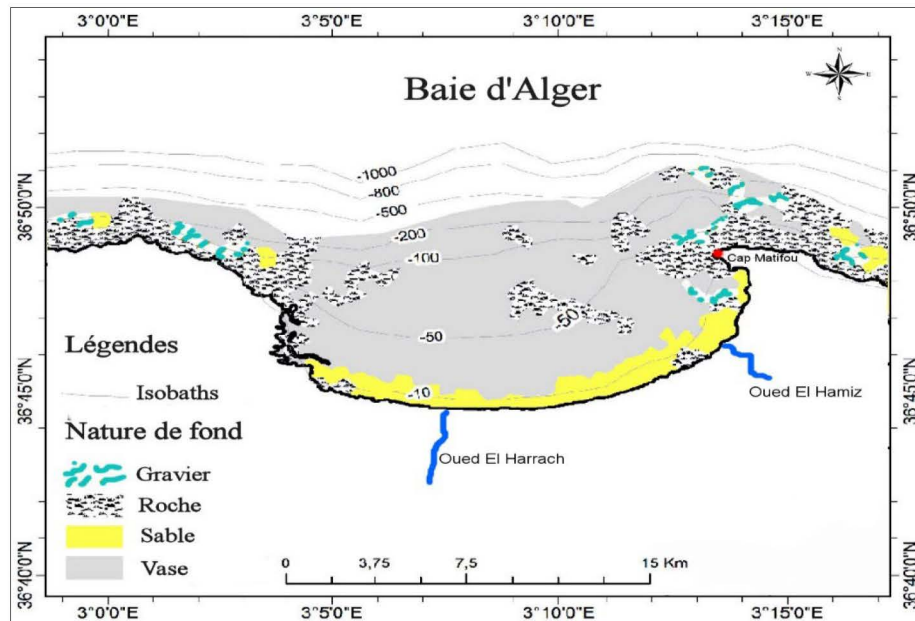 3°0'0"E 3°5'0"E 3°10'0"E 3°15'0"E
Baie d'Alger
N
W E
S
-1000
-800
-500
-200
-100
-50
-50
-10
36°50'0"N
36°50'0"N
Cap Matifou
36°45'0"N
36°45'0"N
Oued El Hamiz
Oued El Harrach
Légendes
Isobaths
Nature de fond
Gravier
Roche
Sable
Vase
0 3,75 7,5 15 Km
36°40'0"N
36°40'0"N
3°0'0"E 3°5'0"E 3°10'0"E 3°15'0"E